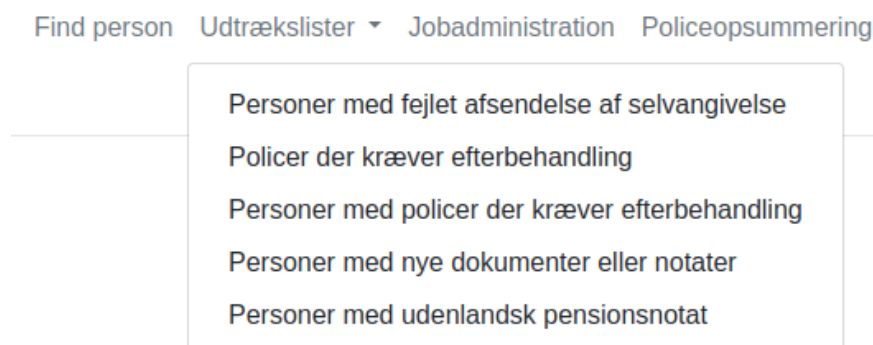 Find person Udtrækslister Jobadministration Policeopsummering
Personer med fejlet afsendelse af selvangivelse
Policer der kræver efterbehandling
Personer med policer der kræver efterbehandling
Personer med nye dokumenter eller notater
Personer med udenlandsk pensionsnotat